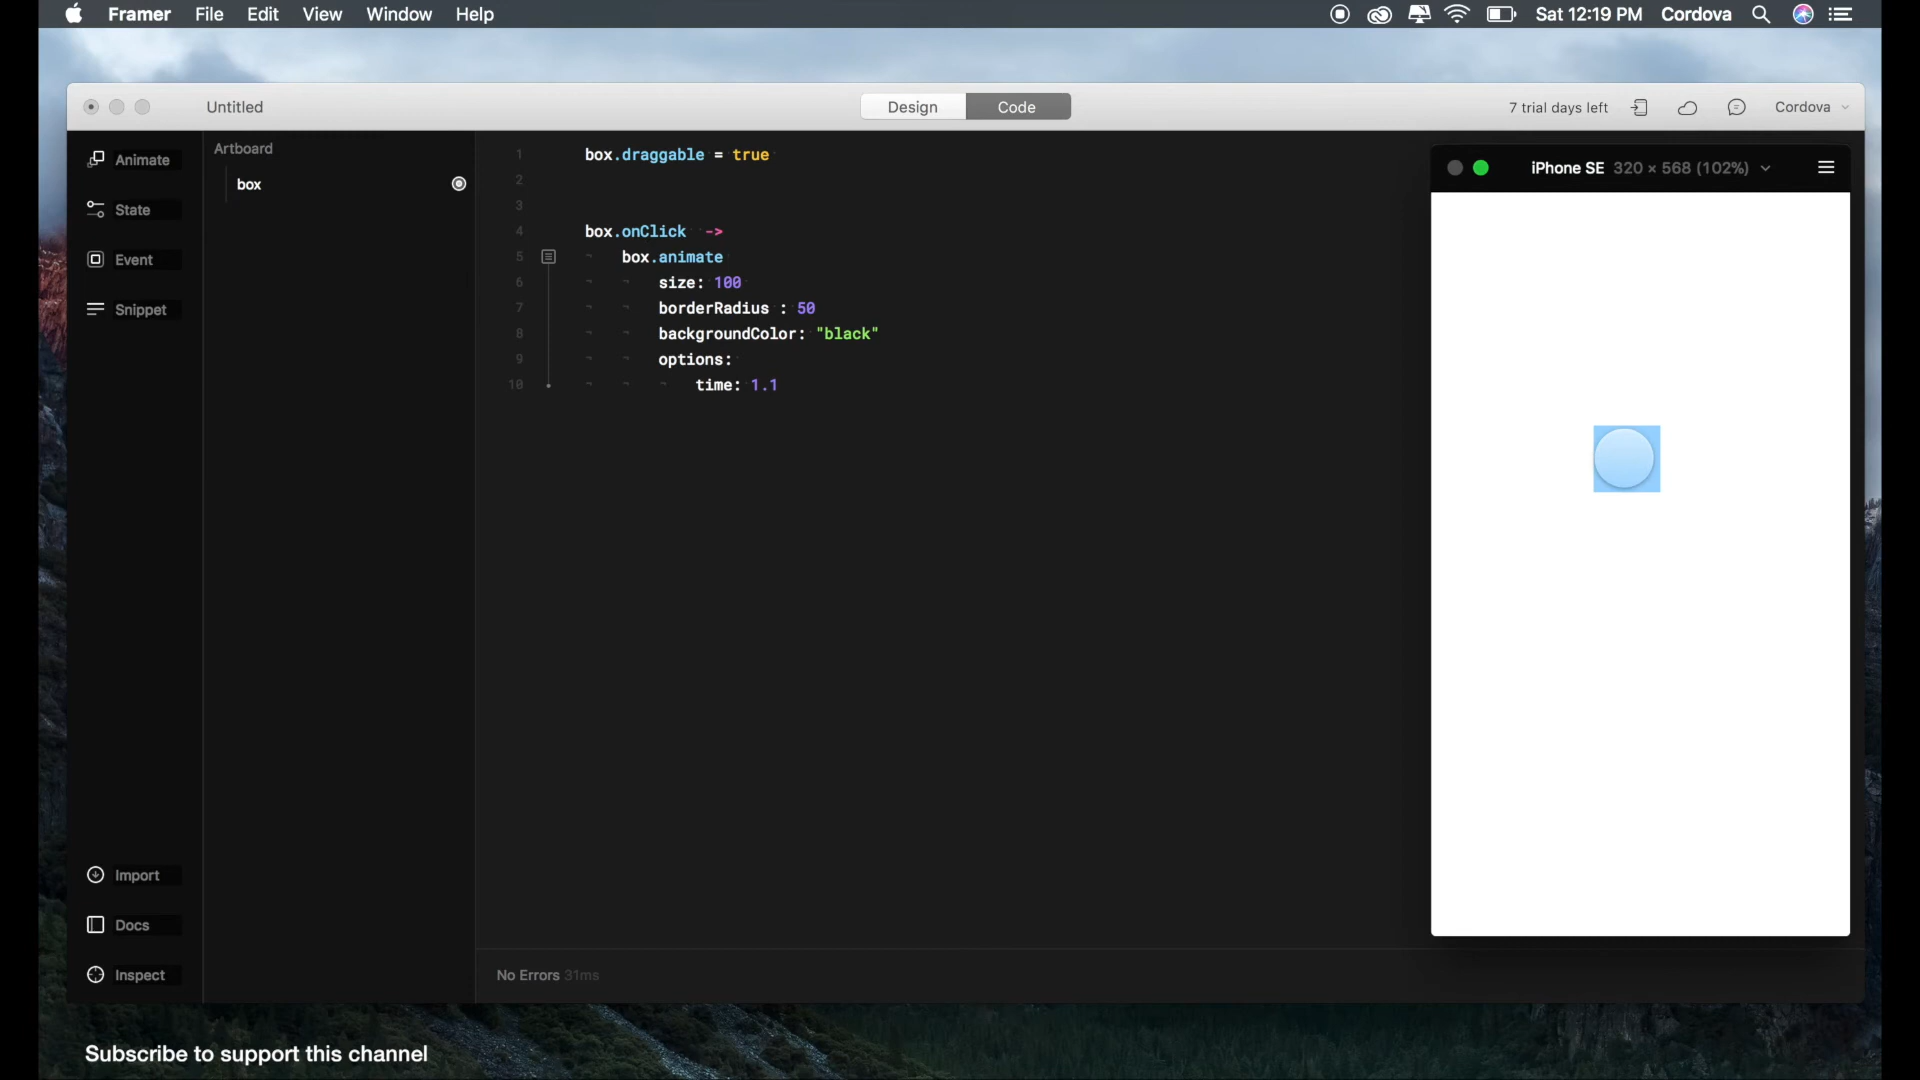 Framer File Edit View Window Help Sat 12:19 PM Cordova
Untitled Design Code 7 trial days left Cordova
Animate
State
Event
Snippet
Import
Docs
Inspect
Artboard
box
1 box.draggable = true
2
3
4 box.onClick ->
5 box.animate
6 size: 100
7 borderRadius : 50
8 backgroundColor: "black"
9 options:
10 time: 1.1
No Errors 31ms
iPhone SE 320 × 568 (102%)
Subscribe to support this channel